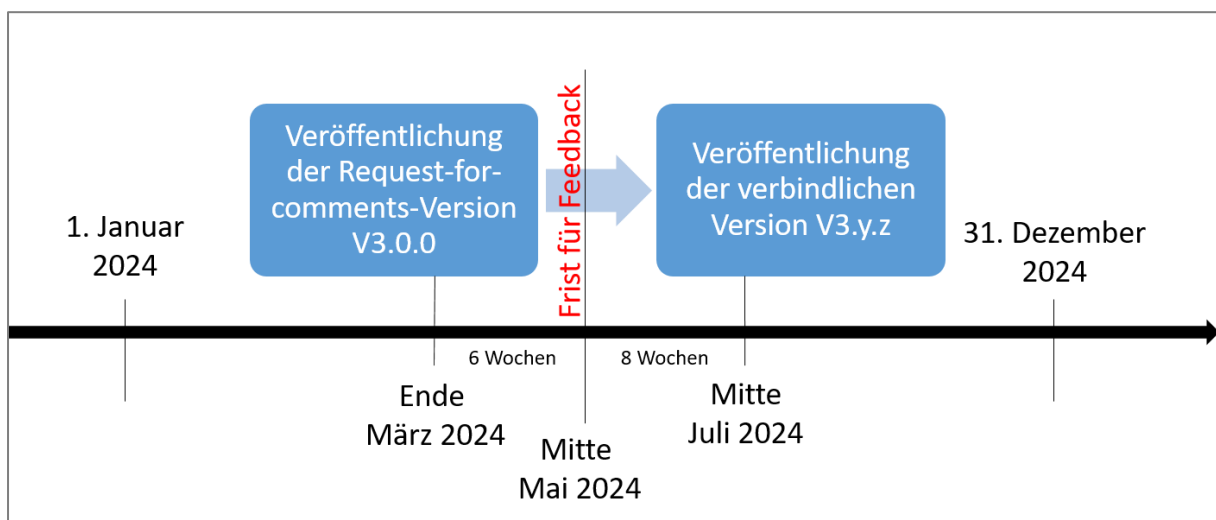 1. Januar
2024
Veröffentlichung
der Request-for-
comments-Version
V3.0.0
Frist für Feedback
Veröffentlichung
der verbindlichen
Version V3.y.z
31. Dezember
2024
6 Wochen
8 Wochen
Ende
März 2024
Mitte
Mai 2024
Mitte
Juli 2024